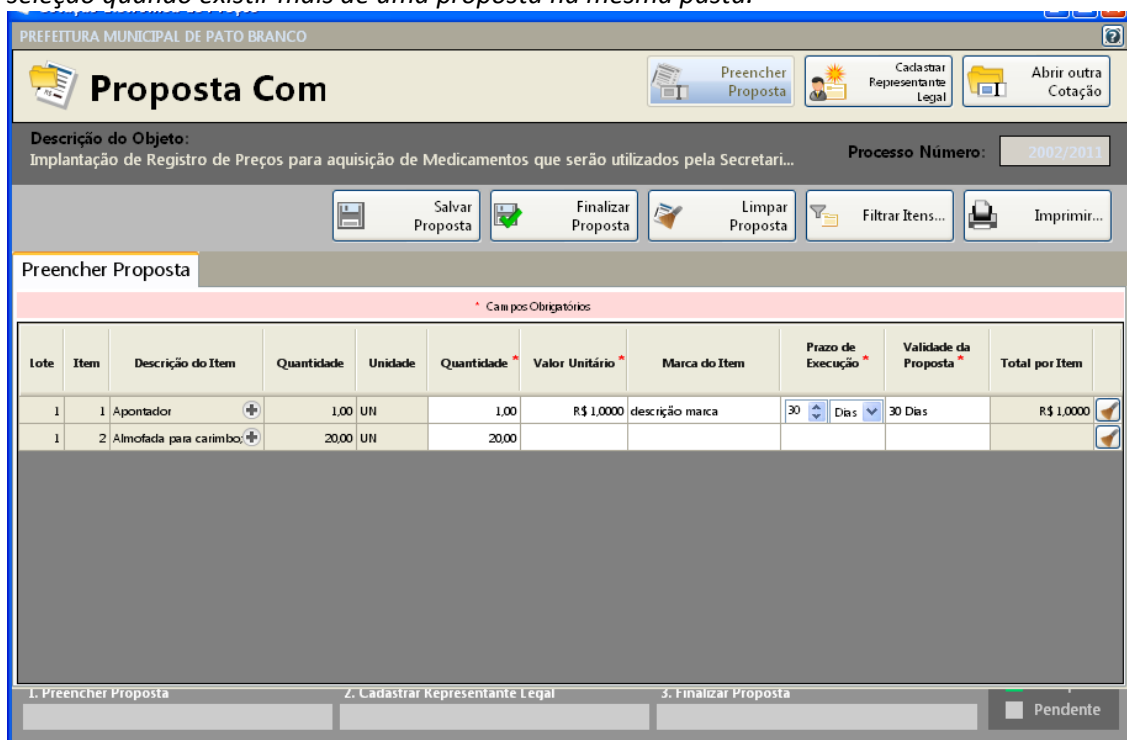 seleção quando existir mais de uma proposta na mesma pasta.
PREFEITURA MUNICIPAL DE PATO BRANCO
Proposta Com
Preencher
Proposta
Cadastrar
Representante
Legal
Abrir outra
Cotação
Descrição do Objeto:
Implantação de Registro de Preços para aquisição de Medicamentos que serão utilizados pela Secretari...
Processo Número:
2002/2011
Salvar
Proposta
Finalizar
Proposta
Limpar
Proposta
Filtrar Itens...
Imprimir...
Preencher Proposta
* Campos Obrigatórios
Lote Item Descrição do Item Quantidade Unidade Quantidade * Valor Unitário * Marca do Item Prazo de Execução * Validade da Proposta * Total por Item
1 1 Apontador 1,00 UN 1,00 R$ 1,0000 descrição marca 30 Dias 30 Dias R$ 1,0000
1 2 Almofada para carimbo; 20,00 UN 20,00
1. Preencher Proposta 2. Cadastrar Representante Legal 3. Finalizar Proposta
Pendente